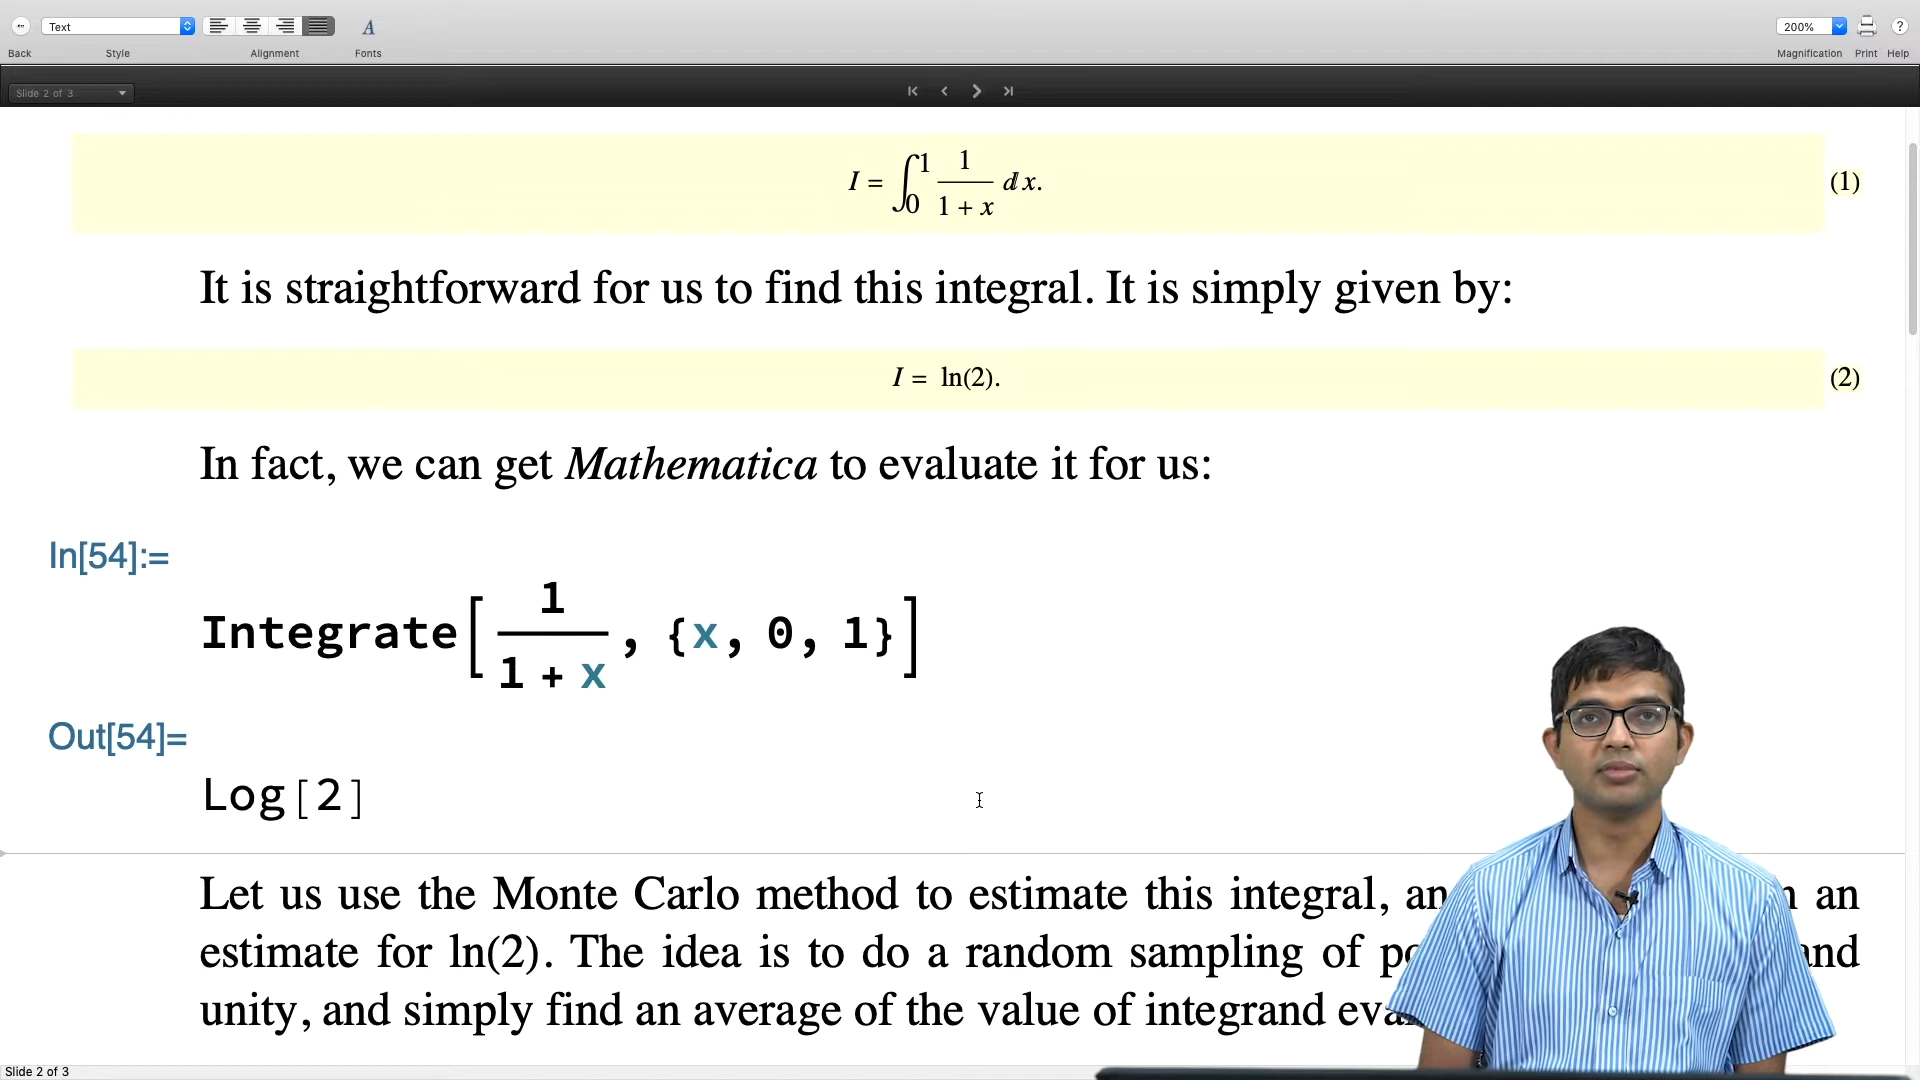 Text
200%
Back
Style
Alignment
Fonts
Magnification
Print
Help
Slide 2 of 3
I = ∫₀¹ 1/(1 + x) ⅆx. (1)
It is straightforward for us to find this integral. It is simply given by:
I = ln(2). (2)
In fact, we can get Mathematica to evaluate it for us:
In[54]:=
Integrate[1/(1 + x), {x, 0, 1}]
Out[54]=
Log[2]
Let us use the Monte Carlo method to estimate this integral, an
estimate for ln(2). The idea is to do a random sampling of
unity, and simply find an average of the value of integrand
Slide 2 of 3